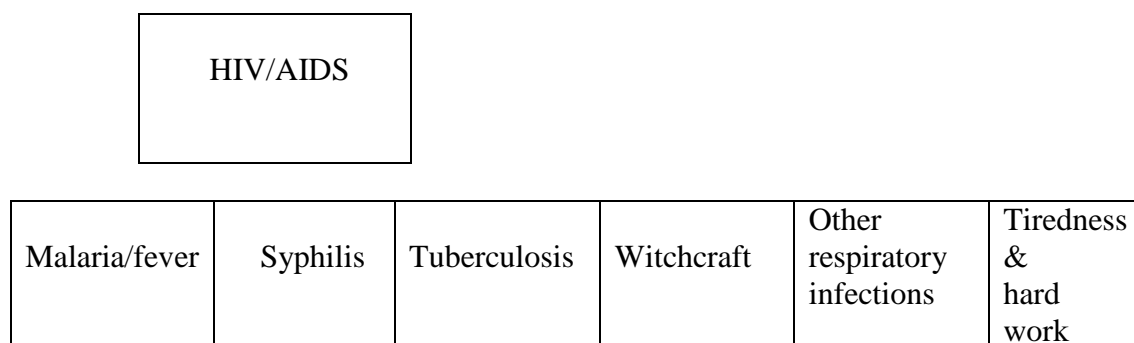 HIV/AIDS
Malaria/fever
Syphilis
Tuberculosis
Witchcraft
Other
respiratory
infections
Tiredness
&
hard
work